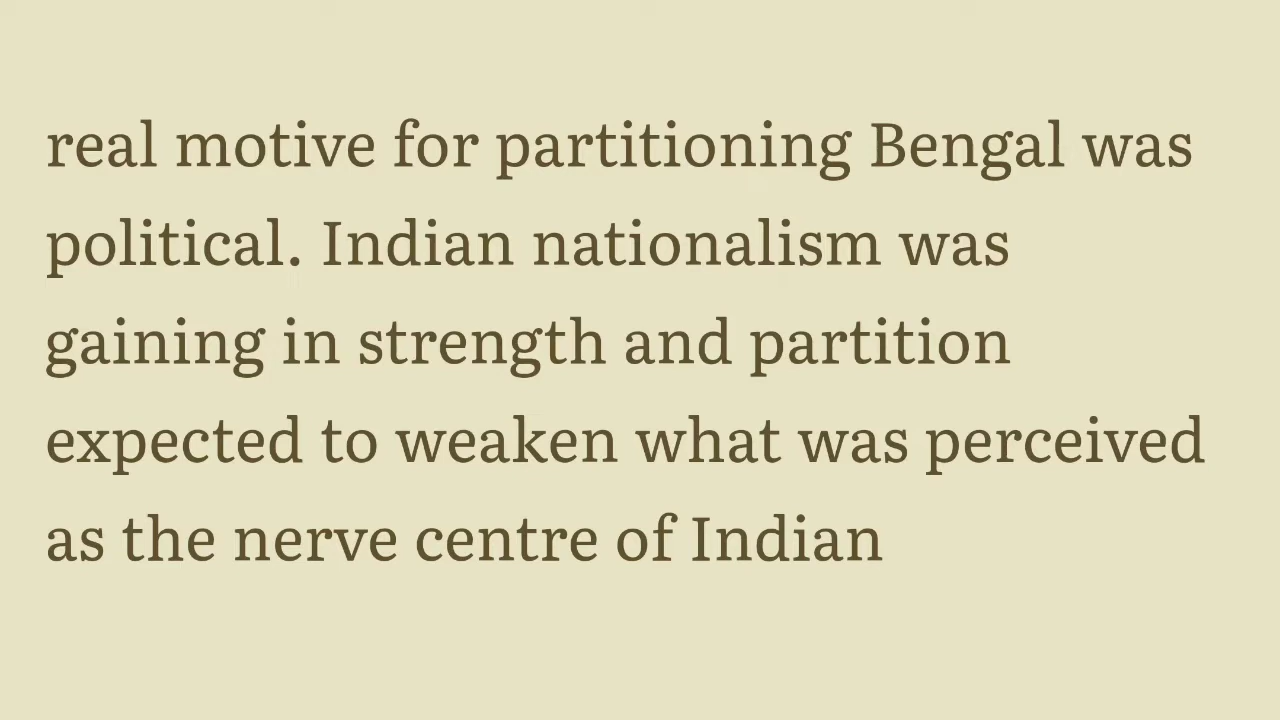 real motive for partitioning Bengal was
political. Indian nationalism was
gaining in strength and partition
expected to weaken what was perceived
as the nerve centre of Indian